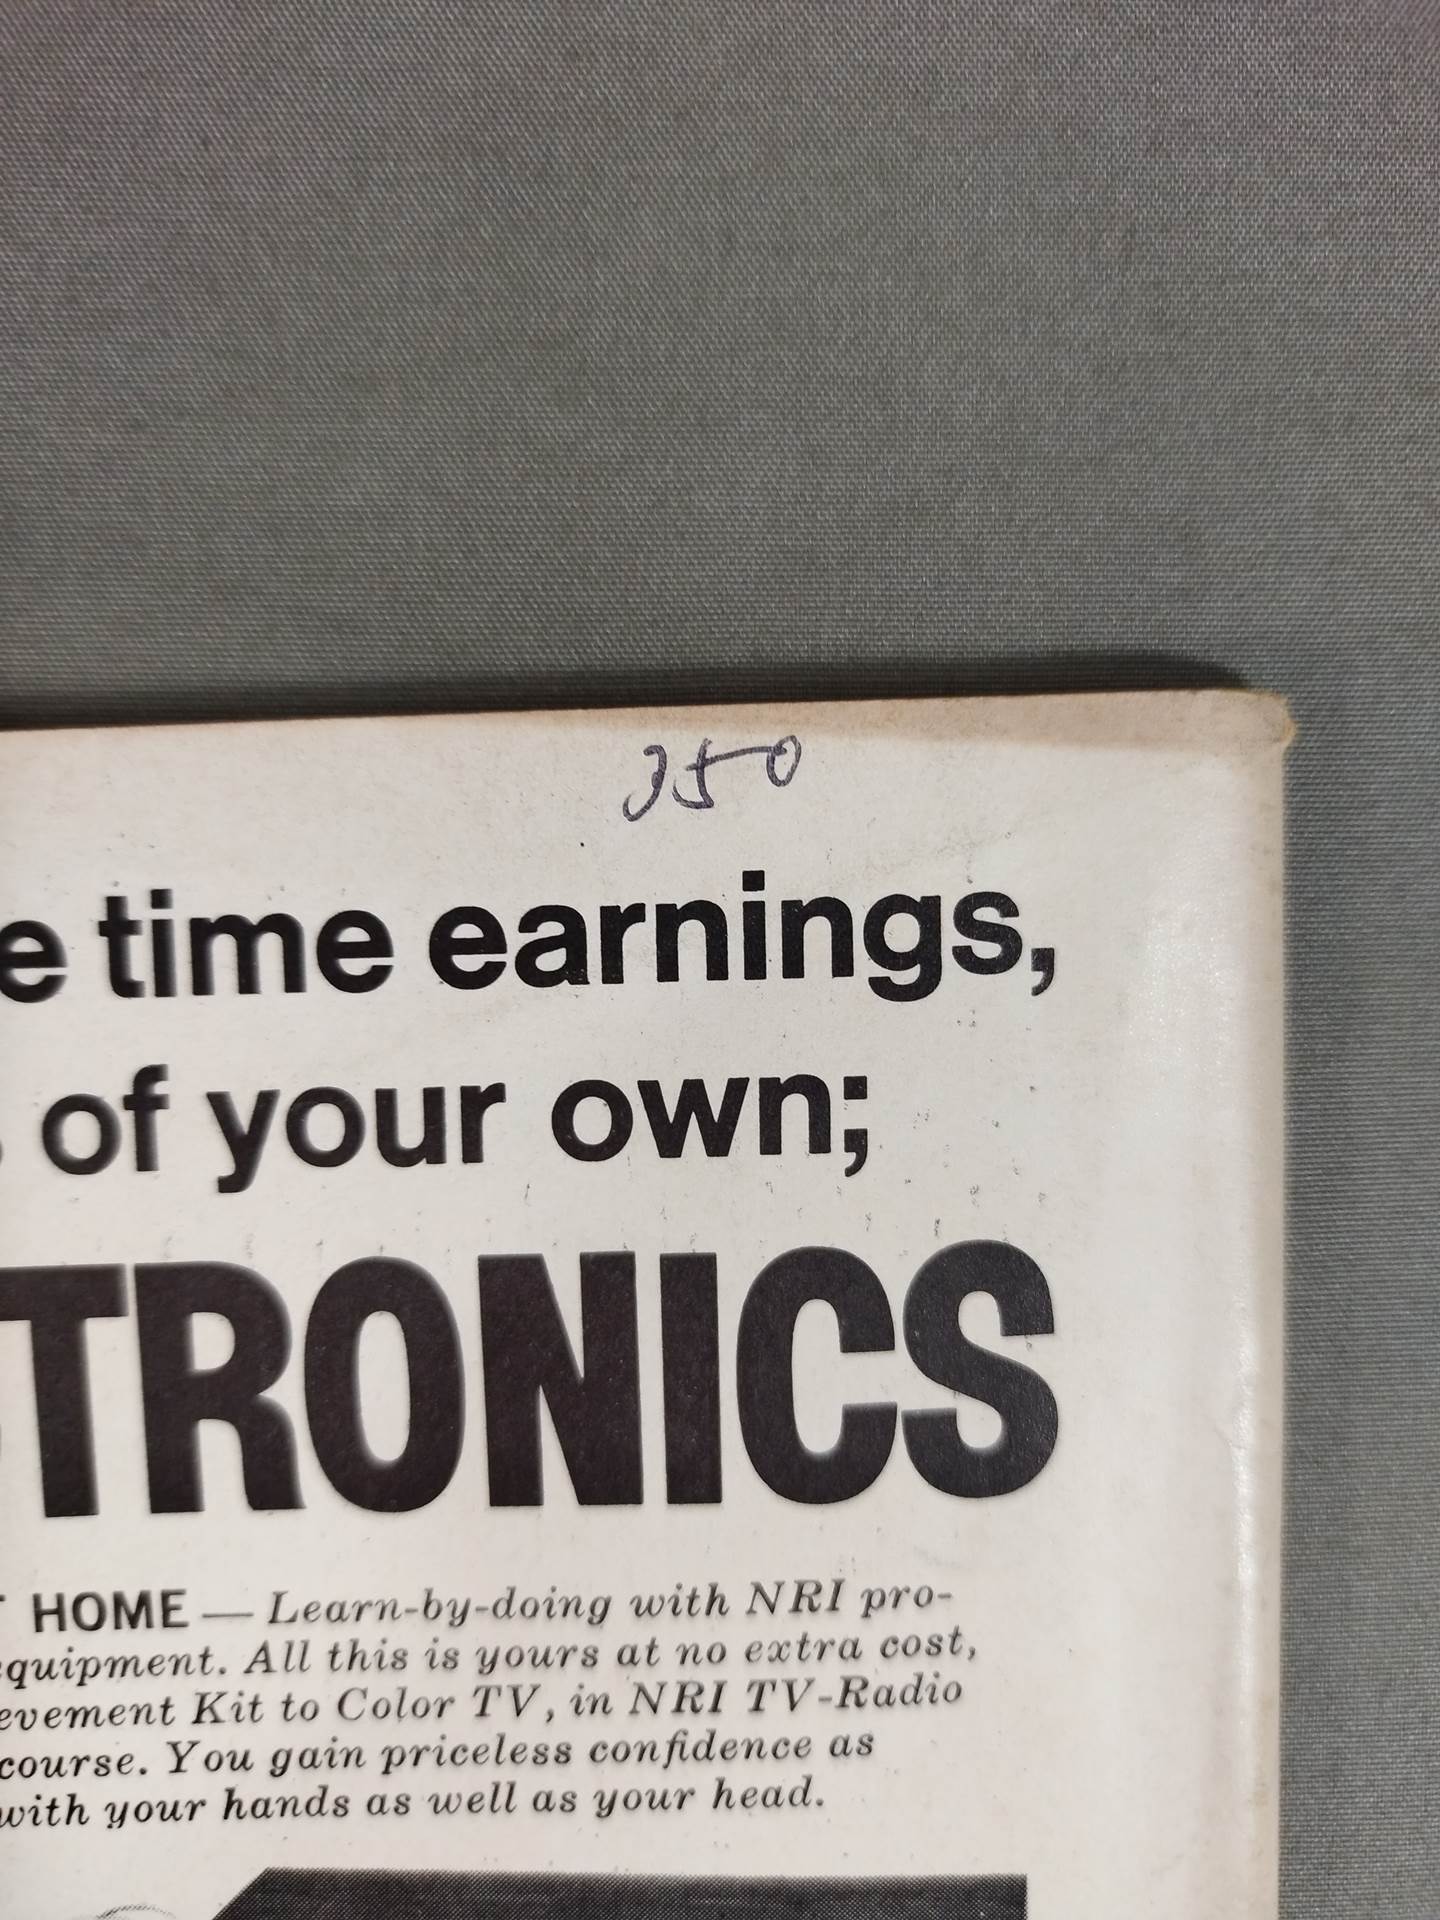 350
e time earnings,
of your own;
TRONICS
HOME — Learn-by-doing with NRI pro-
equipment. All this is yours at no extra cost,
evement Kit to Color TV, in NRI TV-Radio
course. You gain priceless confidence as
with your hands as well as your head.